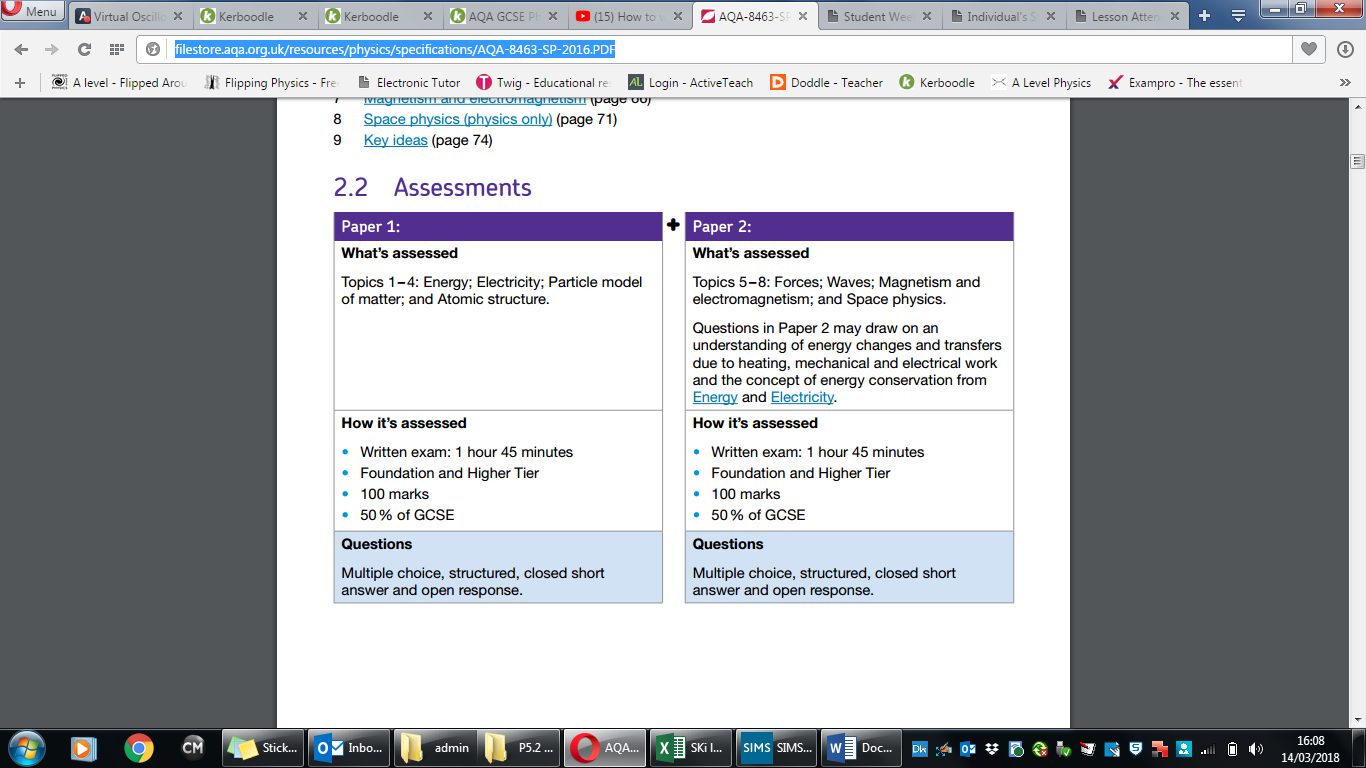 Menu
Virtual Oscillo
Kerboodle
Kerboodle
AQA GCSE Ph
(15) How to
AQA-8463-SP
Student Wee
Individual's S
Lesson Atten
filestore.aqa.org.uk/resources/physics/specifications/AQA-8463-SP-2016.PDF
A level - Flipped Arou
Flipping Physics - Fre
Electronic Tutor
Twig - Educational re
AL Login - ActiveTeach
Doddle - Teacher
Kerboodle
A Level Physics
Exampro - The essent
7 Magnetism and electromagnetism (page 66)
8 Space physics (physics only) (page 71)
9 Key ideas (page 74)
2.2 Assessments
Paper 1:
What's assessed
Topics 1–4: Energy; Electricity; Particle model
of matter; and Atomic structure.
How it's assessed
• Written exam: 1 hour 45 minutes
• Foundation and Higher Tier
• 100 marks
• 50 % of GCSE
Questions
Multiple choice, structured, closed short
answer and open response.
+
Paper 2:
What's assessed
Topics 5–8: Forces; Waves; Magnetism and
electromagnetism; and Space physics.
Questions in Paper 2 may draw on an
understanding of energy changes and transfers
due to heating, mechanical and electrical work
and the concept of energy conservation from
Energy and Electricity.
How it's assessed
• Written exam: 1 hour 45 minutes
• Foundation and Higher Tier
• 100 marks
• 50 % of GCSE
Questions
Multiple choice, structured, closed short
answer and open response.
CM
Stick...
Inbo...
admin
P5.2 ...
AQA...
SKi I...
SIMS SIMS...
Doc...
16:08
14/03/2018